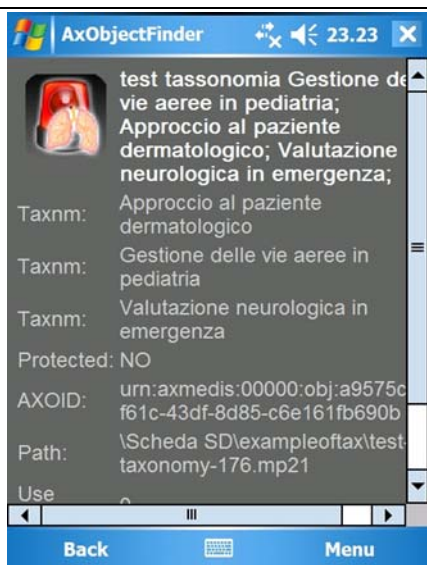 AxObjectFinder 23.23
test tassonomia Gestione de
vie aeree in pediatria;
Approccio al paziente
dermatologico; Valutazione
neurologica in emergenza;
Taxnm: Approccio al paziente
dermatologico
Taxnm: Gestione delle vie aeree in
pediatria
Taxnm: Valutazione neurologica in
emergenza
Protected: NO
AXOID: urn:axmedis:00000:obj:a9575c
f61c-43df-8d85-c6e161fb690b
Path: \Scheda SD\exampleoftax\test-
taxonomy-176.mp21
Use
Back Menu